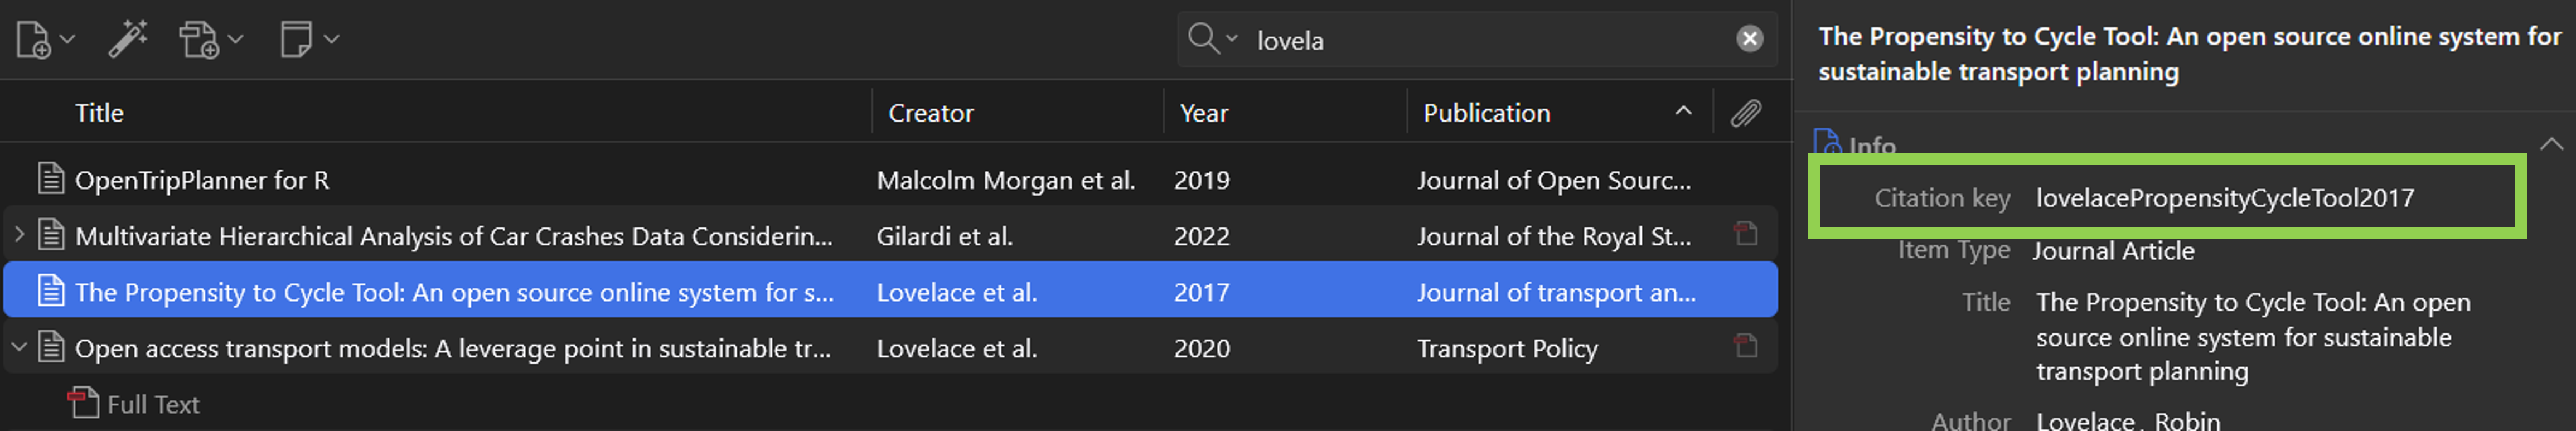 lovela
Title Creator Year Publication
OpenTripPlanner for R Malcolm Morgan et al. 2019 Journal of Open Sourc...
Multivariate Hierarchical Analysis of Car Crashes Data Considerin... Gilardi et al. 2022 Journal of the Royal St...
The Propensity to Cycle Tool: An open source online system for s... Lovelace et al. 2017 Journal of transport an...
Open access transport models: A leverage point in sustainable tr... Lovelace et al. 2020 Transport Policy
Full Text
The Propensity to Cycle Tool: An open source online system for
sustainable transport planning
Info
Citation key lovelacePropensityCycleTool2017
Item Type Journal Article
Title The Propensity to Cycle Tool: An open
source online system for sustainable
transport planning
Author Lovelace, Robin